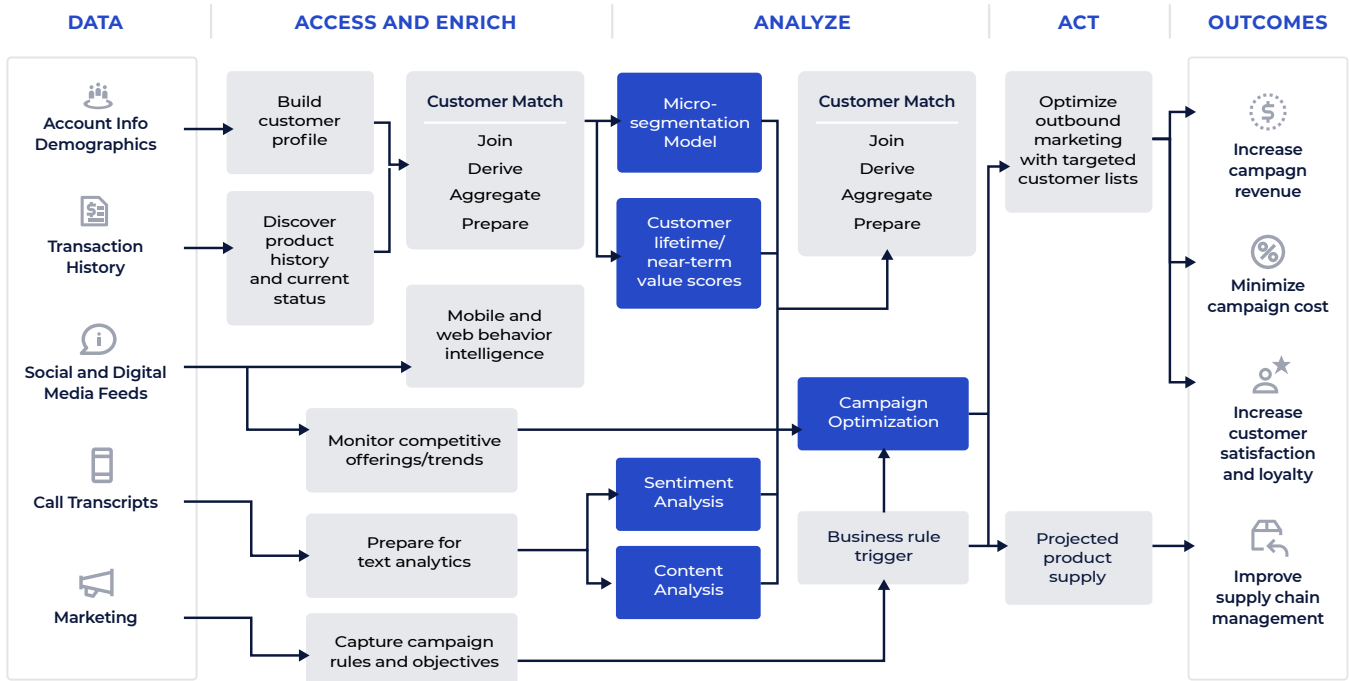 DATA
ACCESS AND ENRICH
ANALYZE
ACT
OUTCOMES
Account Info
Demographics
Transaction
History
Social and Digital
Media Feeds
Call Transcripts
Marketing
Build
customer
profile
Discover
product
history
and current
status
Customer Match
Join
Derive
Aggregate
Prepare
Mobile and
web behavior
intelligence
Monitor competitive
offerings/trends
Prepare for
text analytics
Capture campaign
rules and objectives
Micro-
segmentation
Model
Customer
lifetime/
near-term
value scores
Sentiment
Analysis
Content
Analysis
Customer Match
Join
Derive
Aggregate
Prepare
Campaign
Optimization
Business rule
trigger
Optimize
outbound
marketing
with targeted
customer lists
Projected
product
supply
$
Increase
campagn
revenue
%
Minimize
campaign cost
Increase
customer
satisfaction
and loyalty
Improve
supply chain
management